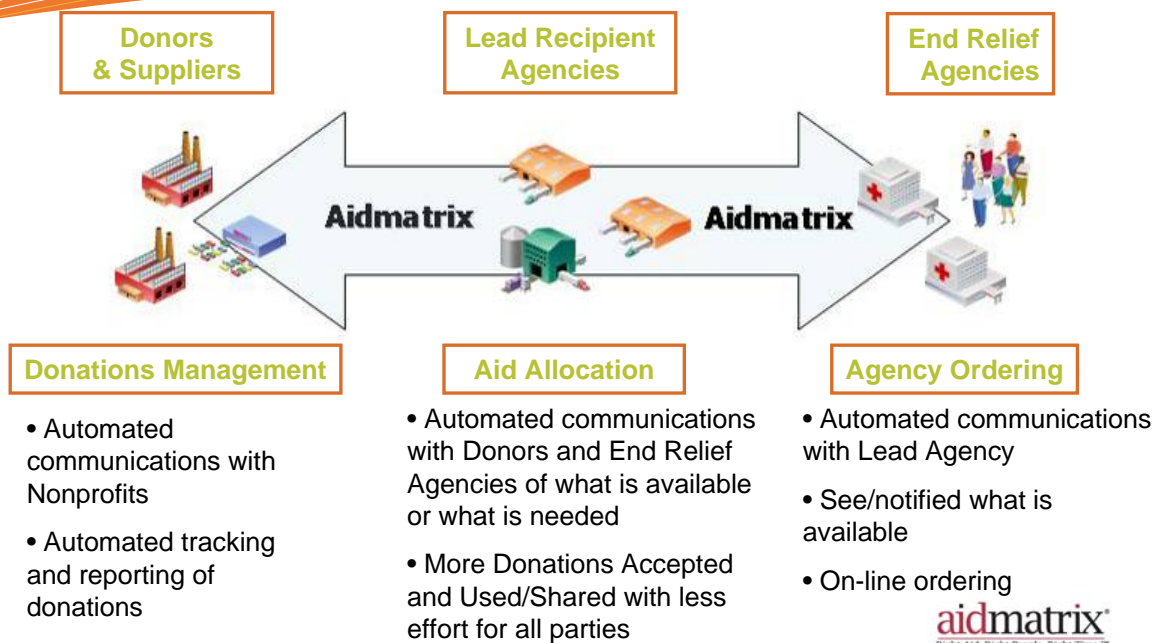 Donors
& Suppliers
Lead Recipient
Agencies
End Relief
Agencies
Aidmatrix
Aidmatrix
Donations Management
• Automated
communications with
Nonprofits
• Automated tracking
and reporting of
donations
Aid Allocation
• Automated communications
with Donors and End Relief
Agencies of what is available
or what is needed
• More Donations Accepted
and Used/Shared with less
effort for all parties
Agency Ordering
• Automated communications
with Lead Agency
• See/notified what is
available
• On-line ordering
aidmatrix